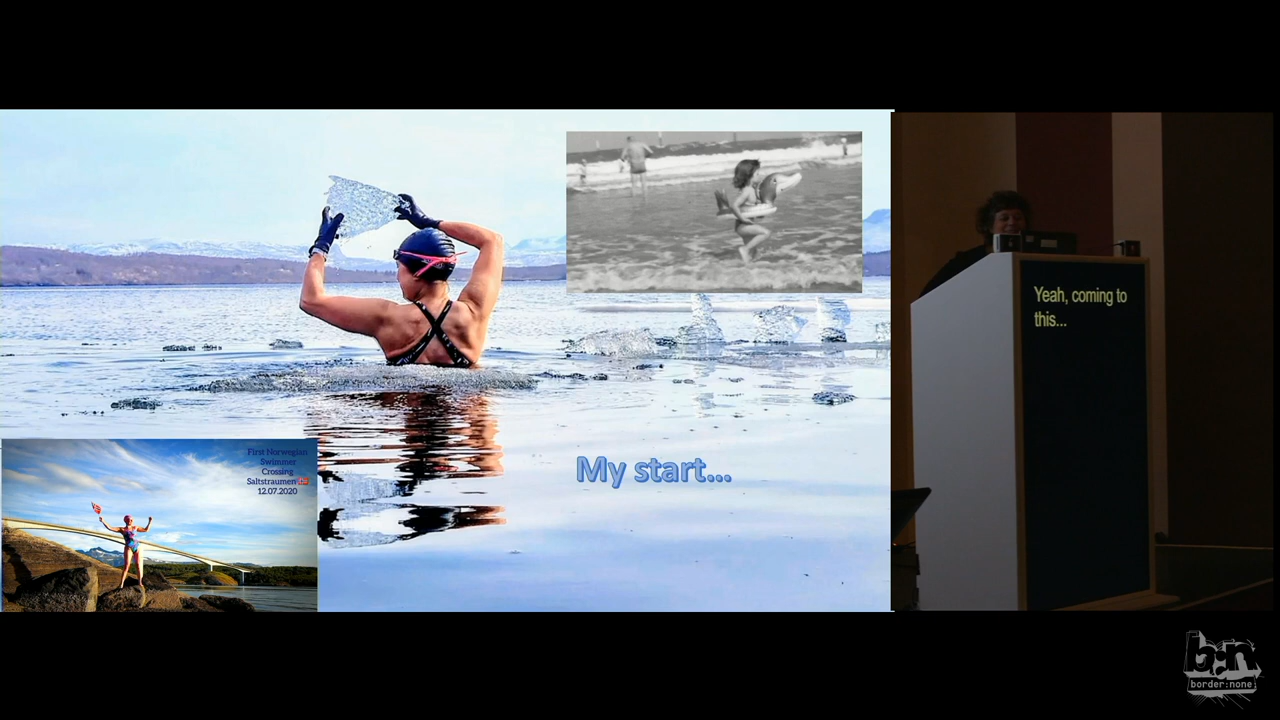 First Norwegian
Swimmer
Crossing
Saltstraumen
12.07.2020
My start...
Yeah, coming to
this...
b:n
border:none